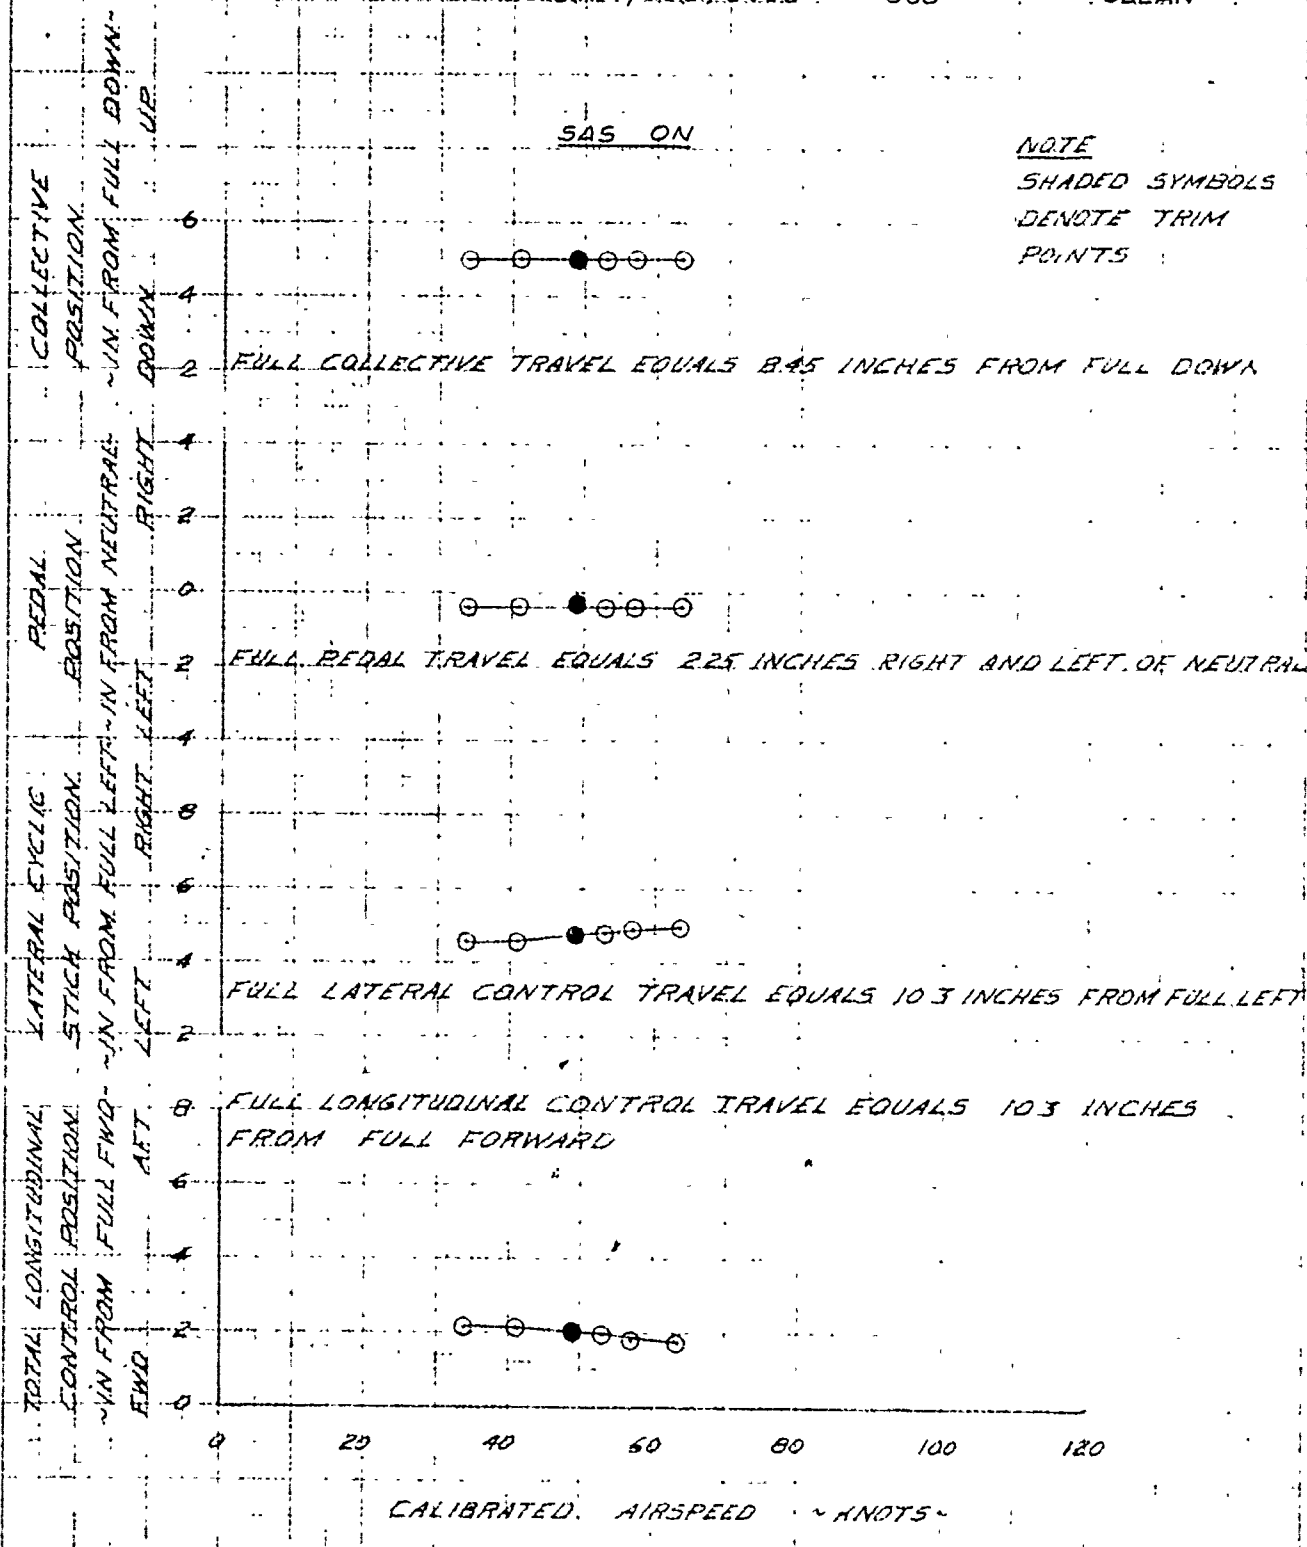 SAS ON
NOTE
SHADED SYMBOLS
DENOTE TRIM
POINTS
COLLECTIVE
POSITION
~IN FROM FULL DOWN~
DOWN UP
6
4
2
FULL COLLECTIVE TRAVEL EQUALS 8.45 INCHES FROM FULL DOWN
PEDAL
POSITION
~IN FROM NEUTRAL~
LEFT RIGHT
4
2
0
2
4
FULL PEDAL TRAVEL EQUALS 2.25 INCHES RIGHT AND LEFT OF NEUTRAL
LATERAL CYCLIC
STICK POSITION
~IN FROM FULL LEFT~
LEFT RIGHT
8
6
4
2
FULL LATERAL CONTROL TRAVEL EQUALS 10 3 INCHES FROM FULL LEFT
TOTAL LONGITUDINAL
CONTROL POSITION
~IN FROM FULL FWD~
FWD AFT
8
6
4
2
0
FULL LONGITUDINAL CONTROL TRAVEL EQUALS 10 3 INCHES
FROM FULL FORWARD
0 20 40 60 80 100 120
CALIBRATED AIRSPEED ~ KNOTS~